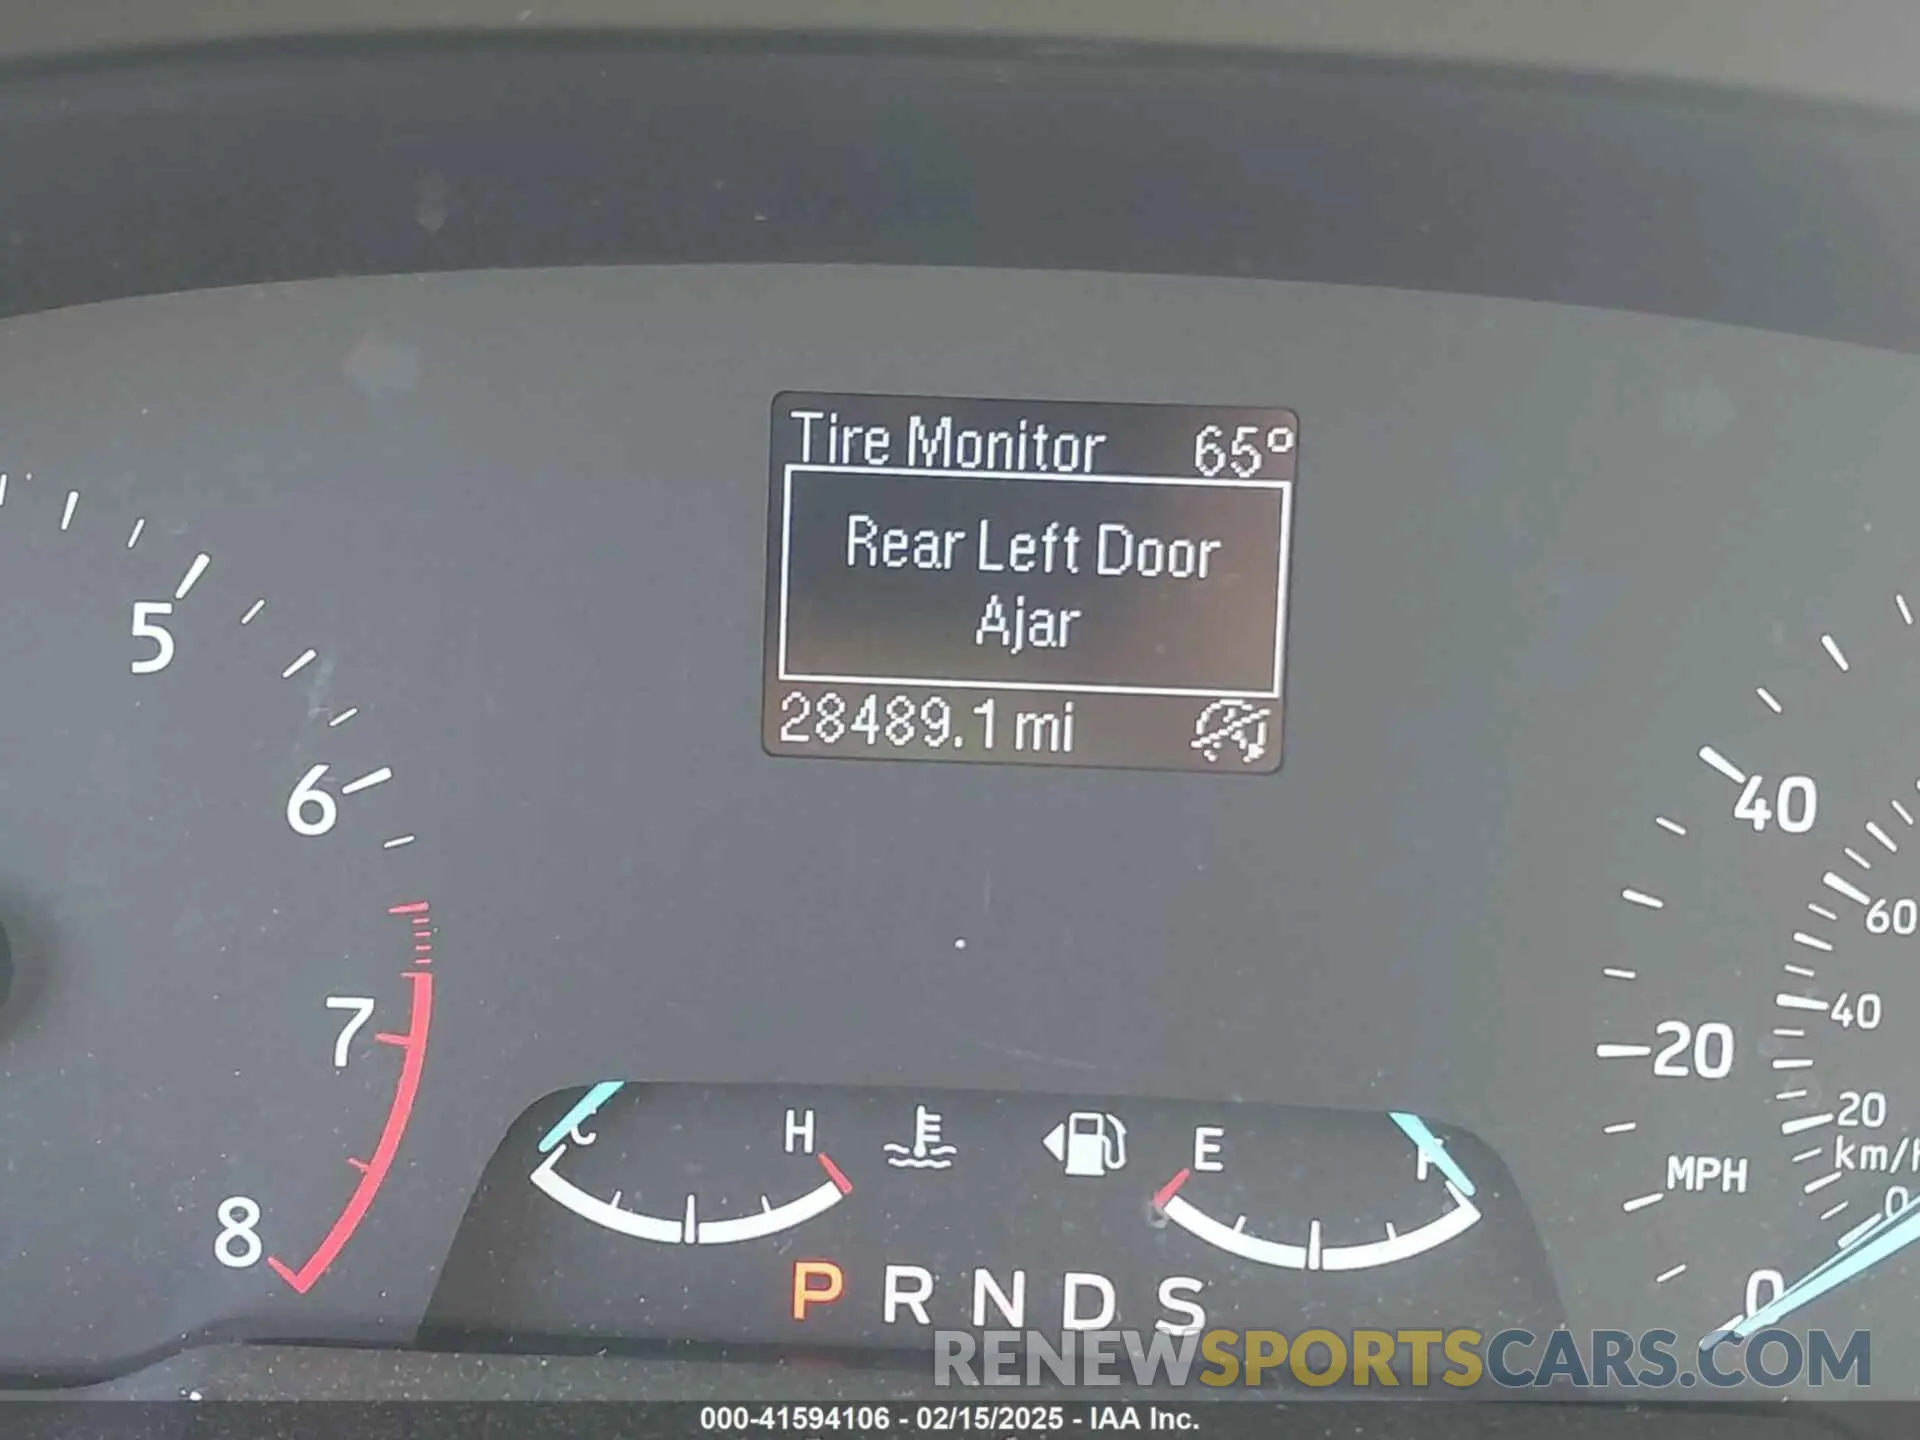 Tire Monitor 65°
Rear Left Door
Ajar
28489.1 mi
5
6
7
8
40
60
40
20
20
MPH
km/h
0
0
C H E F
P R N D S
RENEWSPORTSCARS.COM
000-41594106 - 02/15/2025 - IAA Inc.